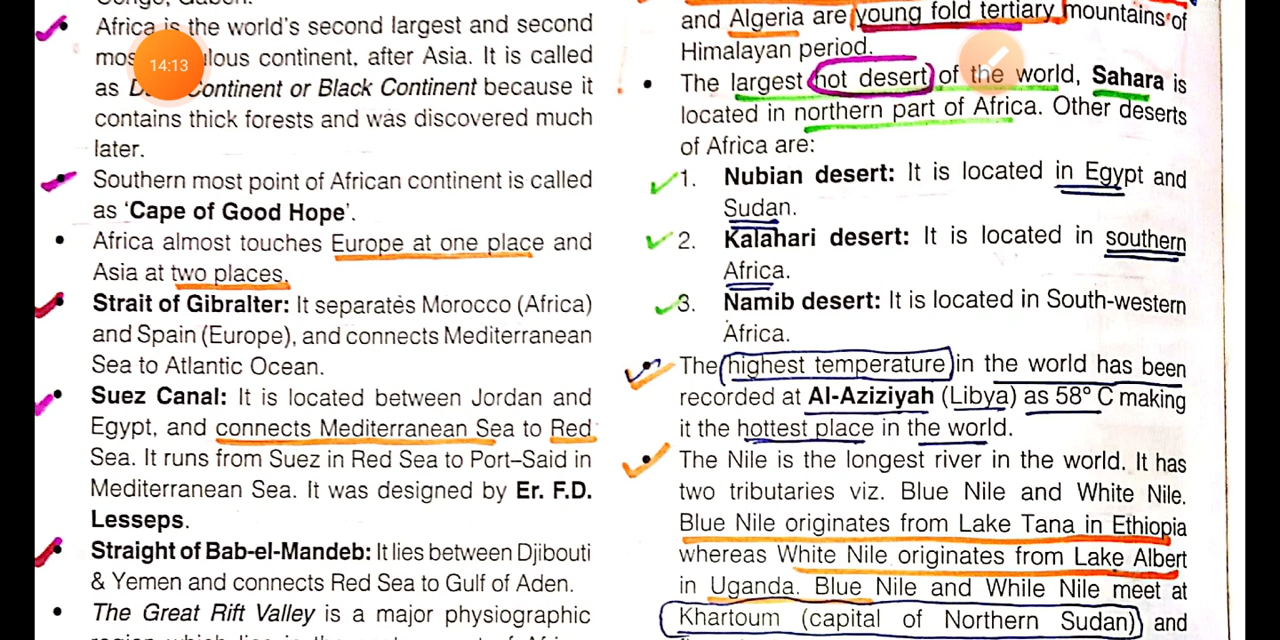 Congo, Gabon.
Africa is the world's second largest and second
continent, after Asia. It is called
as Continent or Black Continent because it
contains thick forests and was discovered much
later.
Southern most point of African continent is called
as 'Cape of Good Hope'.
Africa almost touches Europe at one place and
Asia at two places.
Strait of Gibralter: It separates Morocco (Africa)
and Spain (Europe), and connects Mediterranean
Sea to Atlantic Ocean.
Suez Canal: It is located between Jordan and
Egypt, and connects Mediterranean Sea to Red
Sea. It runs from Suez in Red Sea to Port–Said in
Mediterranean Sea. It was designed by Er. F.D.
Lesseps.
Straight of Bab-el-Mandeb: It lies between Djibouti
& Yemen and connects Red Sea to Gulf of Aden.
The Great Rift Valley is a major physiographic
14:13
and Algeria are young fold tertiary mountains of
Himalayan period.
The largest hot desert of the world, Sahara is
located in northern part of Africa. Other deserts
of Africa are:
1. Nubian desert: It is located in Egypt and
Sudan.
2. Kalahari desert: It is located in southern
Africa.
3. Namib desert: It is located in South-western
Africa.
The highest temperature in the world has been
recorded at Al-Aziziyah (Libya) as 58° C making
it the hottest place in the world.
The Nile is the longest river in the world. It has
two tributaries viz. Blue Nile and White Nile.
Blue Nile originates from Lake Tana in Ethiopia
whereas White Nile originates from Lake Albert
in Uganda. Blue Nile and While Nile meet at
Khartoum (capital of Northern Sudan) and